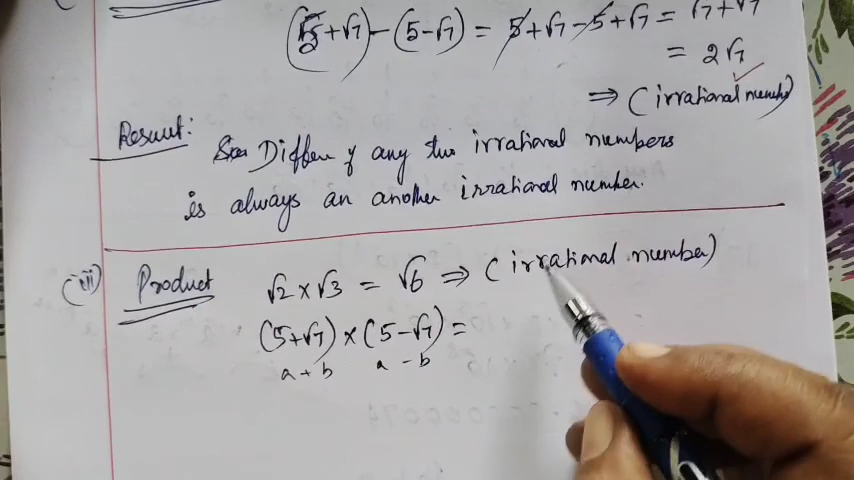 (5+√7)-(5-√7) = 5+√7-5+√7 = √7+√7
= 2√7
⇒ (irrational number)
Result:
Differ of any two irrational numbers
is always an another irrational number.
(iii) Product √2 × √3 = √6 ⇒ (irrational number)
(5+√7) × (5-√7) =
a + b a - b